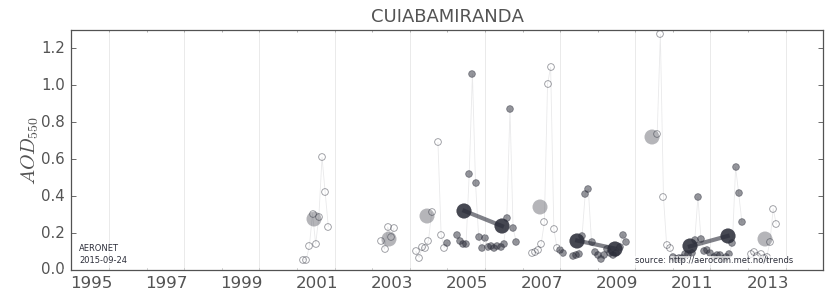 CUIABAMIRANDA
AOD550
1.2
1.0
0.8
0.6
0.4
0.2
0.0
AERONET
2015-09-24
source: http://aerocom.met.no/trends
1995 1997 1999 2001 2003 2005 2007 2009 2011 2013